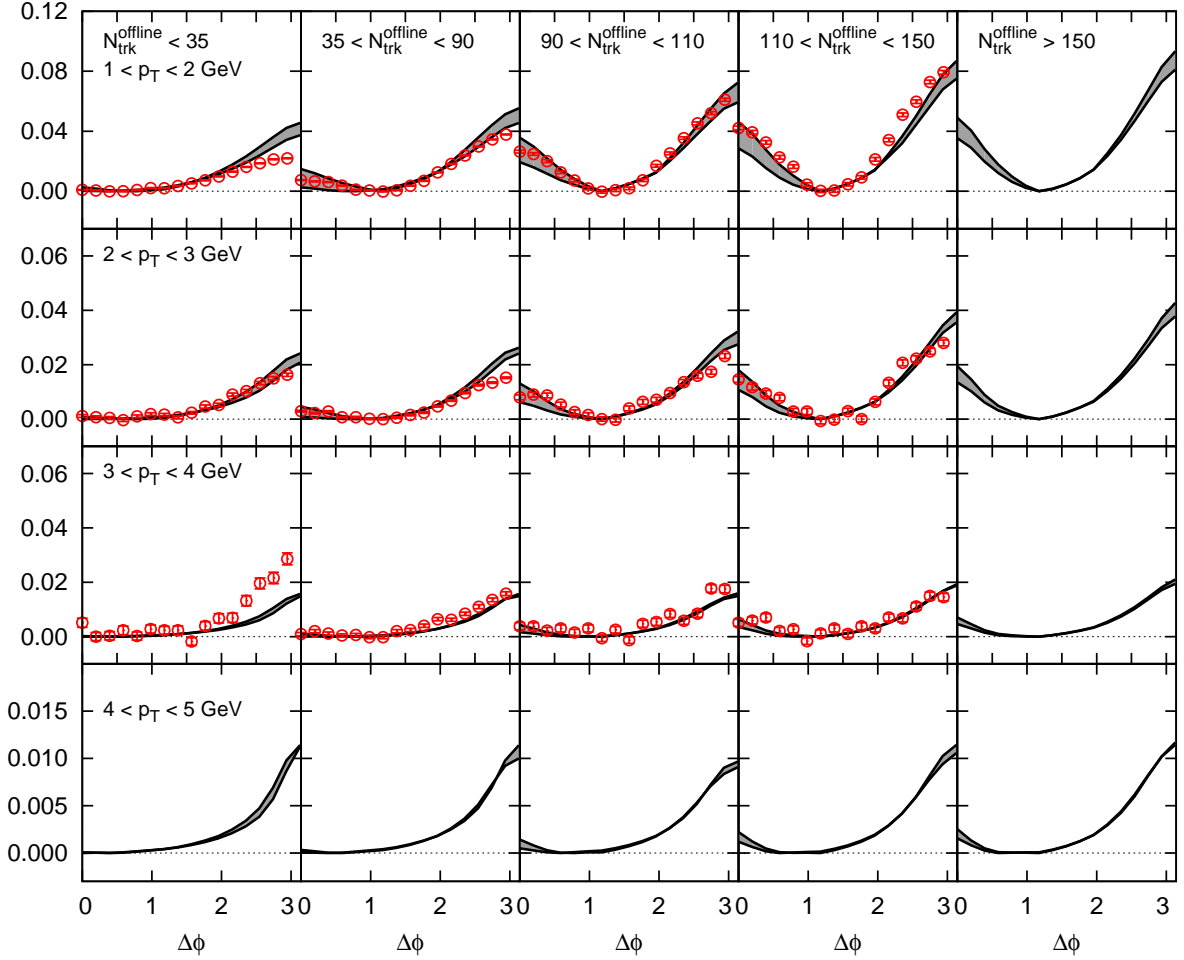 0.12
0.08
0.04
0.00
N_trk^offline < 35
1 < p_T < 2 GeV
35 < N_trk^offline < 90
90 < N_trk^offline < 110
110 < N_trk^offline < 150
N_trk^offline > 150
0.06
0.04
0.02
0.00
2 < p_T < 3 GeV
0.06
0.04
0.02
0.00
3 < p_T < 4 GeV
0.015
0.010
0.005
0.000
4 < p_T < 5 GeV
0 1 2 3 0 1 2 3 0 1 2 3 0 1 2 3 0 1 2 3
Δϕ Δϕ Δϕ Δϕ Δϕ